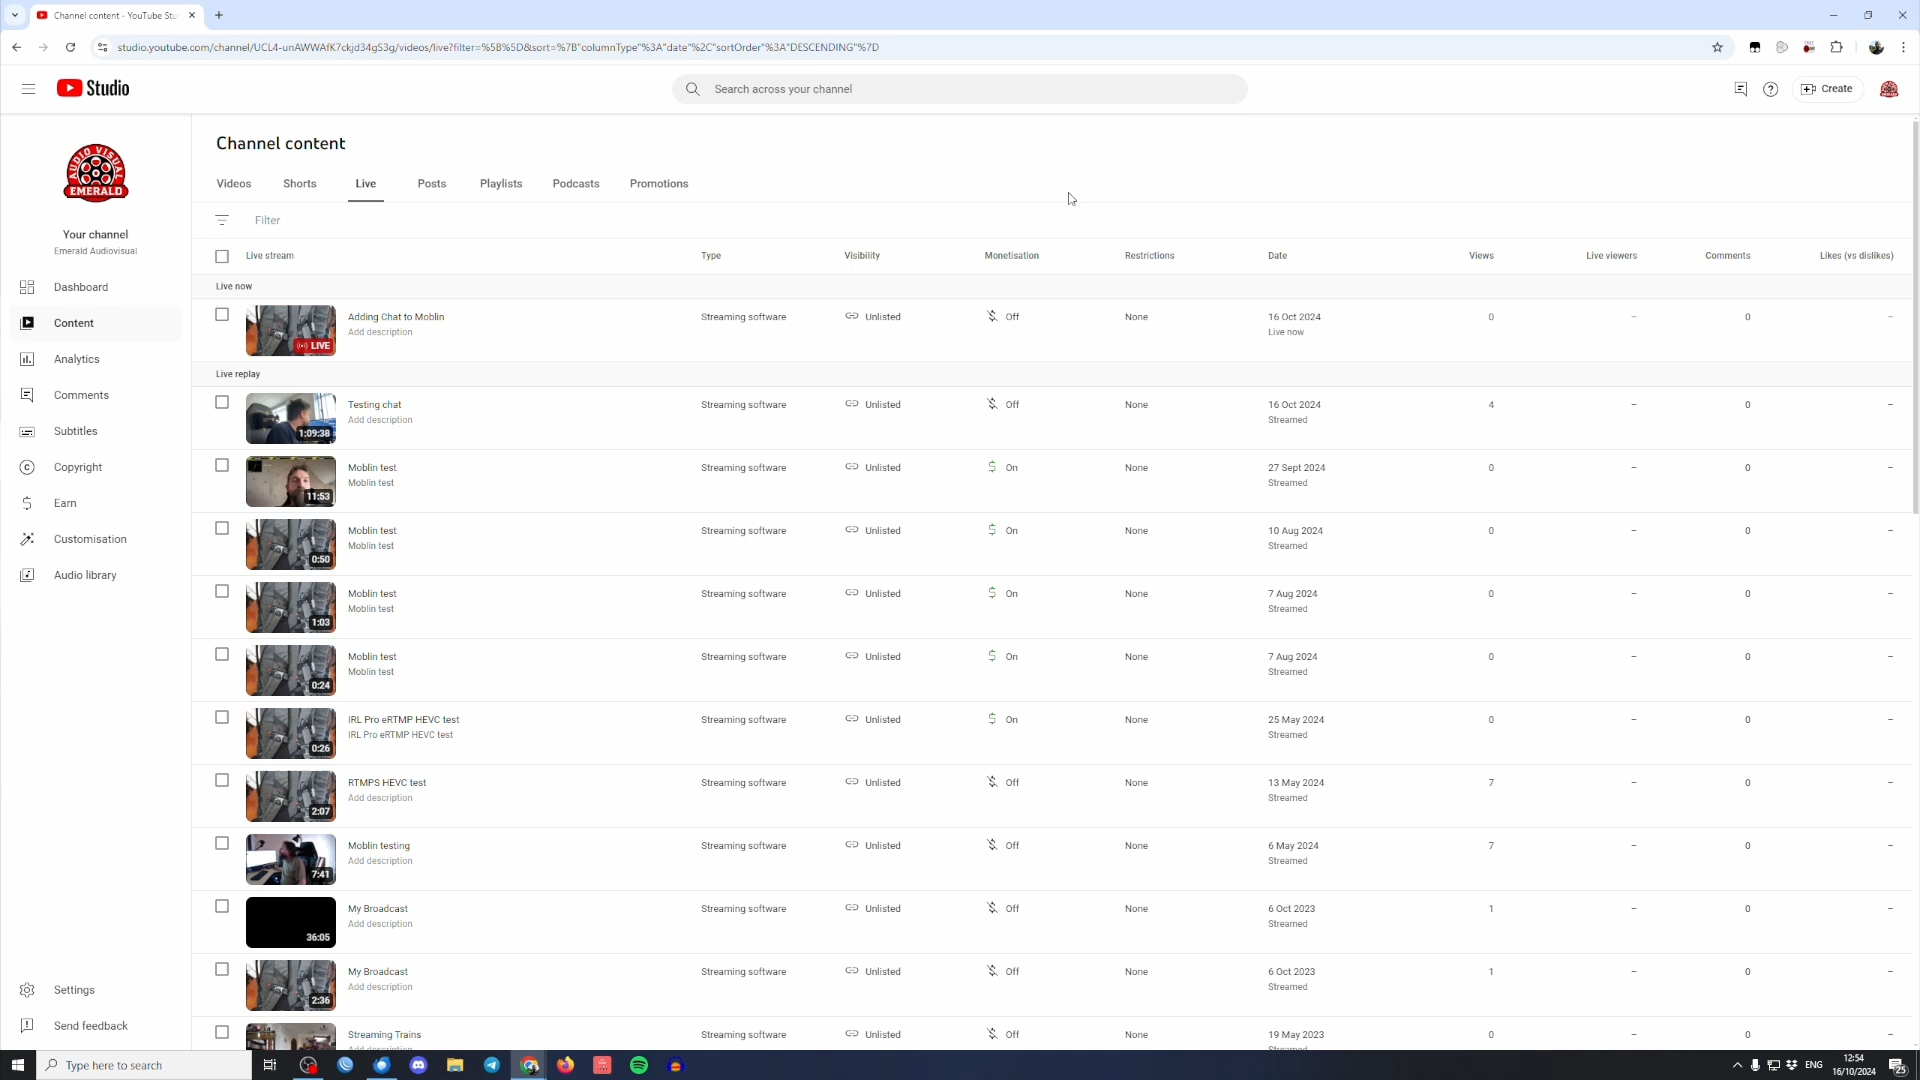 Channel content - YouTube Stu
studio.youtube.com/channel/UCL4-unAWWAfK7ckjd34gS3g/videos/live?filter=%5B%5D&sort=%7B"columnType"%3A"date"%2C"sortOrder"%3A"DESCENDING"%7D
Studio
Search across your channel
Create
AUDIO VISUAL
EMERALD
Your channel
Emerald Audiovisual
Dashboard
Content
Analytics
Comments
Subtitles
Copyright
Earn
Customisation
Audio library
Settings
Send feedback
Channel content
Videos Shorts Live Posts Playlists Podcasts Promotions
Filter
Live stream Type Visibility Monetisation Restrictions Date Views Live viewers Comments Likes (vs dislikes)
Live now
Adding Chat to Moblin Streaming software Unlisted Off None 16 Oct 2024 0 – 0 –
Add description Live now
LIVE
Live replay
Testing chat Streaming software Unlisted Off None 16 Oct 2024 4 – 0 –
Add description Streamed
1:09:38
Moblin test Streaming software Unlisted On None 27 Sept 2024 0 – 0 –
Moblin test Streamed
11:53
Moblin test Streaming software Unlisted On None 10 Aug 2024 0 – 0 –
Moblin test Streamed
0:50
Moblin test Streaming software Unlisted On None 7 Aug 2024 0 – 0 –
Moblin test Streamed
1:03
Moblin test Streaming software Unlisted On None 7 Aug 2024 0 – 0 –
Moblin test Streamed
0:24
IRL Pro eRTMP HEVC test Streaming software Unlisted On None 25 May 2024 0 – 0 –
IRL Pro eRTMP HEVC test Streamed
0:26
RTMPS HEVC test Streaming software Unlisted Off None 13 May 2024 7 – 0 –
Add description Streamed
2:07
Moblin testing Streaming software Unlisted Off None 6 May 2024 7 – 0 –
Add description Streamed
7:41
My Broadcast Streaming software Unlisted Off None 6 Oct 2023 1 – 0 –
Add description Streamed
36:05
My Broadcast Streaming software Unlisted Off None 6 Oct 2023 1 – 0 –
Add description Streamed
2:36
Streaming Trains Streaming software Unlisted Off None 19 May 2023 0 – 0 –
Add description Streamed
Type here to search
ENG
12:54
16/10/2024
25